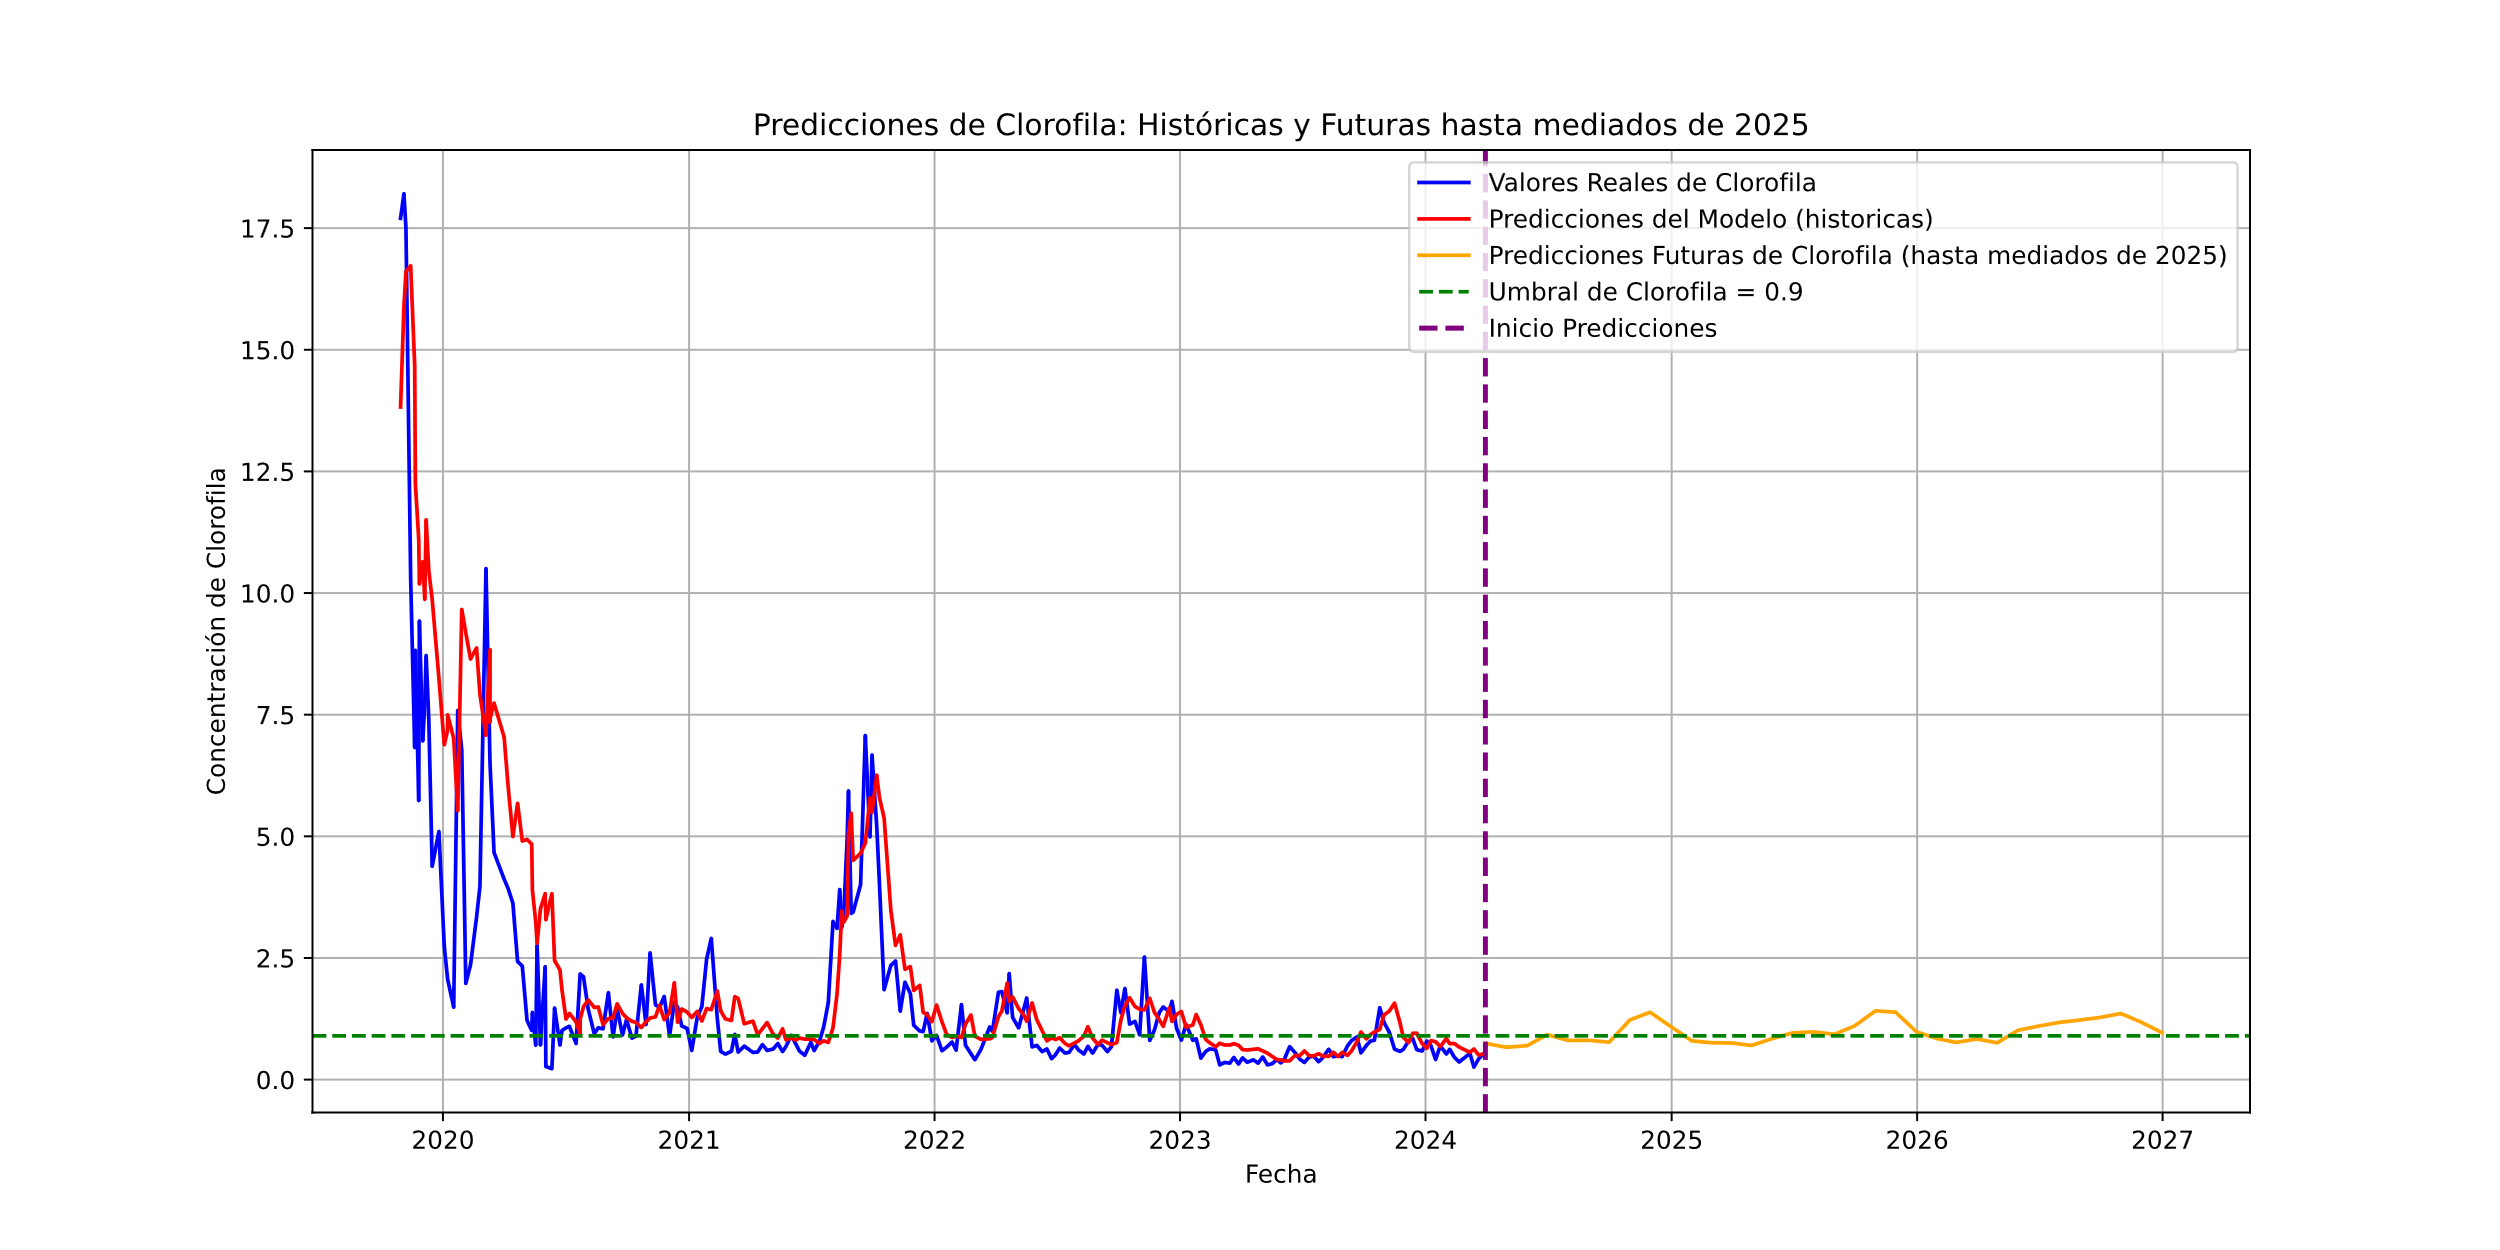 Predicciones de Clorofila: Históricas y Futuras hasta mediados de 2025
Valores Reales de Clorofila
Predicciones del Modelo (historicas)
Predicciones Futuras de Clorofila (hasta mediados de 2025)
Umbral de Clorofila = 0.9
Inicio Predicciones
Concentración de Clorofila
17.5
15.0
12.5
10.0
7.5
5.0
2.5
0.0
2020 2021 2022 2023 2024 2025 2026 2027
Fecha